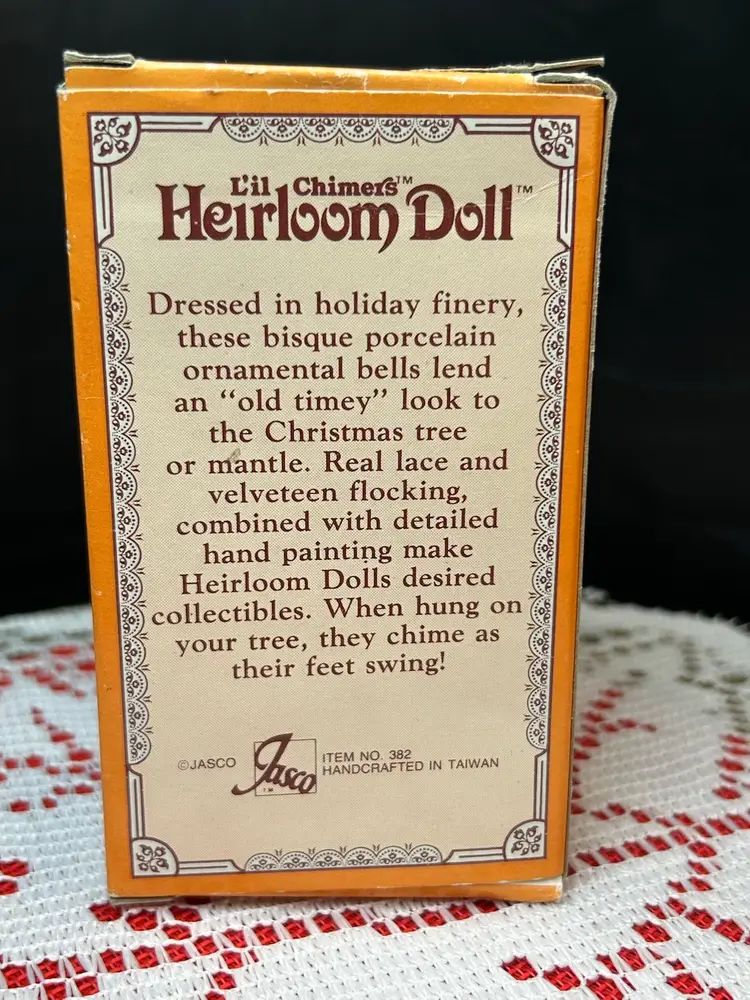 L'il Chimers™
Heirloom Doll™
Dressed in holiday finery,
these bisque porcelain
ornamental bells lend
an "old timey" look to
the Christmas tree
or mantle. Real lace and
velveteen flocking,
combined with detailed
hand painting make
Heirloom Dolls desired
collectibles. When hung on
your tree, they chime as
their feet swing!
©JASCO
Jasco
TM
ITEM NO. 382
HANDCRAFTED IN TAIWAN